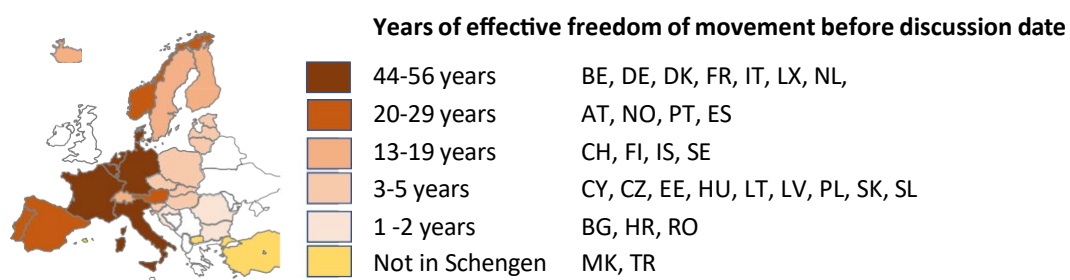 Years of effective freedom of movement before discussion date
44-56 years BE, DE, DK, FR, IT, LX, NL,
20-29 years AT, NO, PT, ES
13-19 years CH, FI, IS, SE
3-5 years CY, CZ, EE, HU, LT, LV, PL, SK, SL
1 -2 years BG, HR, RO
Not in Schengen MK, TR